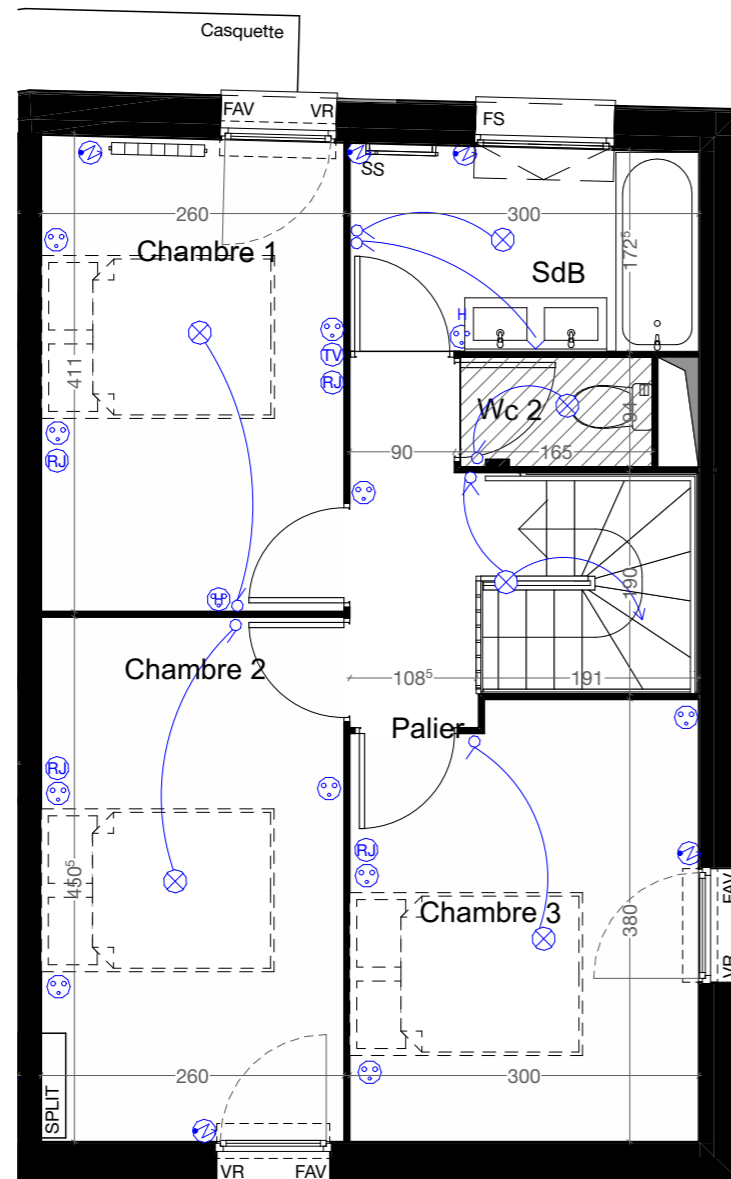 Casquette
FAV VR
FS
SS
260
300
Chambre 1
SdB
172⁵
H
TV
RJ
411
Wc 2
94
RJ
90
165
H
190
Chambre 2
108⁵
191
Palier
RJ
RJ
450⁵
Chambre 3
380
FAV
VR
260
300
SPLIT
VR FAV